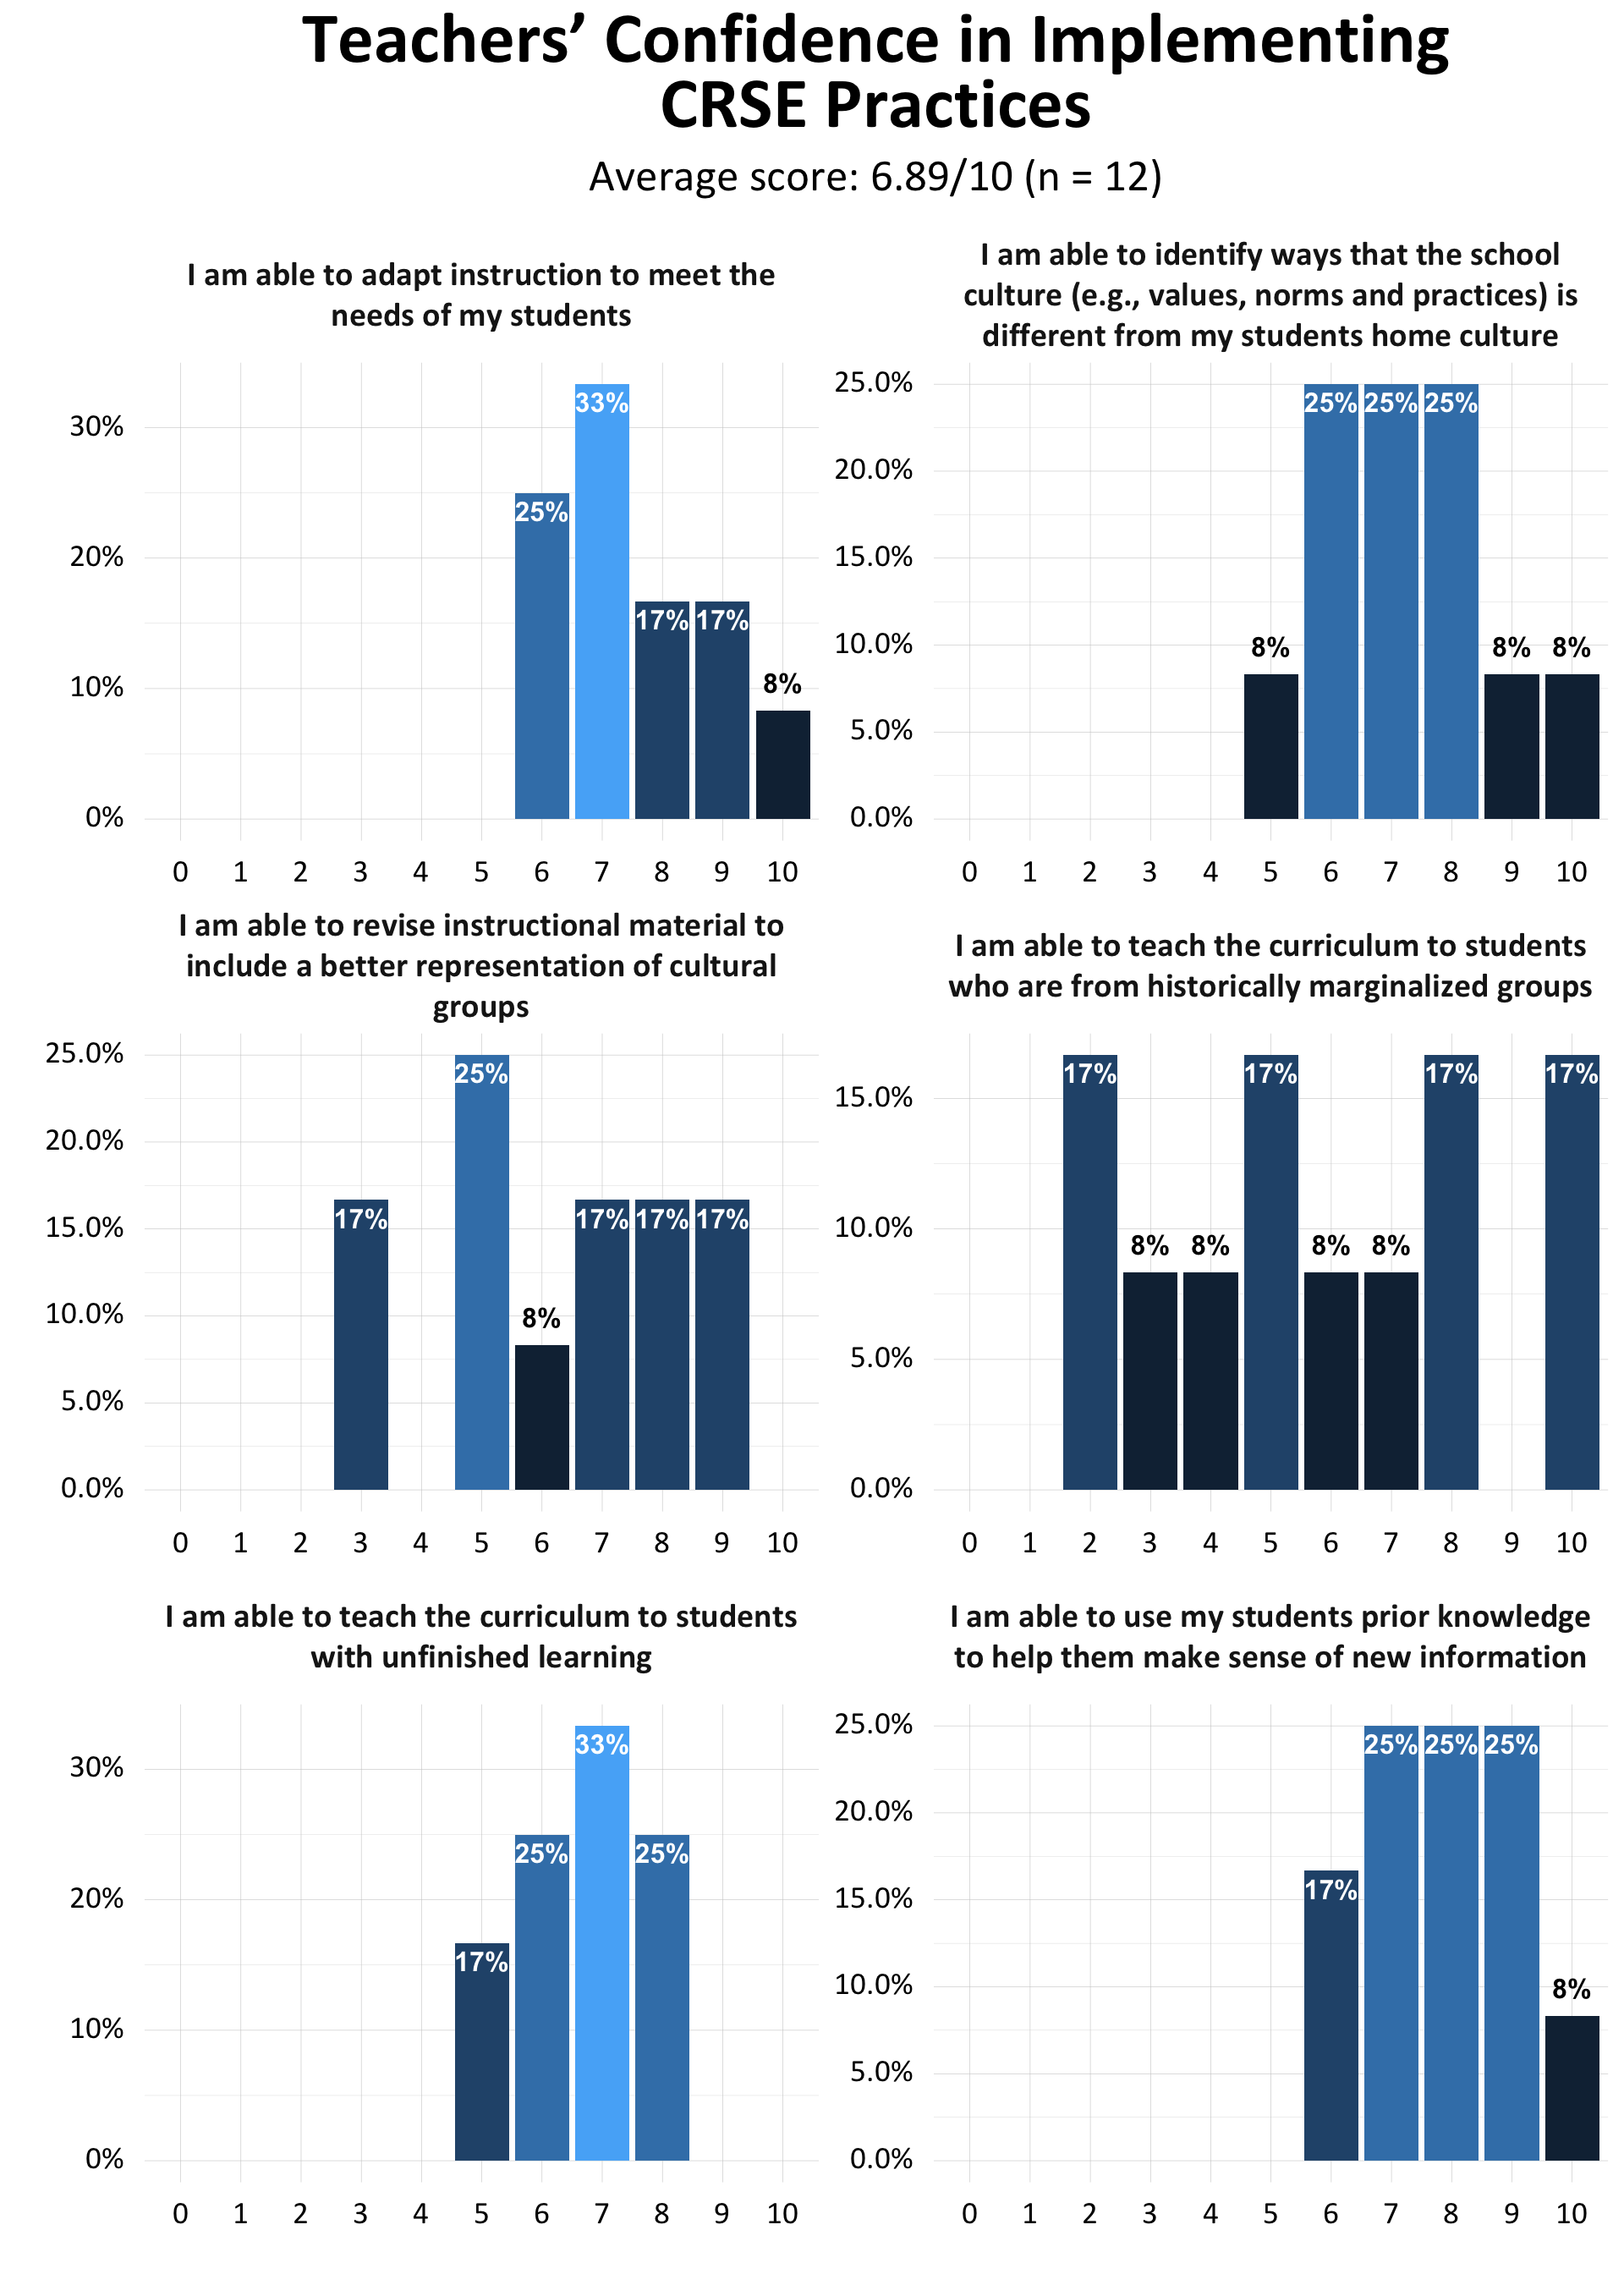 Teachers’ Confidence in Implementing
CRSE Practices
Average score: 6.89/10 (n = 12)
I am able to adapt instruction to meet the
needs of my students
30%
20%
10%
0%
25%
33%
17%
17%
8%
0 1 2 3 4 5 6 7 8 9 10
I am able to identify ways that the school
culture (e.g., values, norms and practices) is
different from my students home culture
25.0%
20.0%
15.0%
10.0%
5.0%
0.0%
8%
25%
25%
25%
8%
8%
0 1 2 3 4 5 6 7 8 9 10
I am able to revise instructional material to
include a better representation of cultural
groups
25.0%
20.0%
15.0%
10.0%
5.0%
0.0%
17%
25%
8%
17%
17%
17%
0 1 2 3 4 5 6 7 8 9 10
I am able to teach the curriculum to students
who are from historically marginalized groups
15.0%
10.0%
5.0%
0.0%
17%
8%
8%
17%
8%
8%
17%
17%
0 1 2 3 4 5 6 7 8 9 10
I am able to teach the curriculum to students
with unfinished learning
30%
20%
10%
0%
17%
25%
33%
25%
0 1 2 3 4 5 6 7 8 9 10
I am able to use my students prior knowledge
to help them make sense of new information
25.0%
20.0%
15.0%
10.0%
5.0%
0.0%
17%
25%
25%
25%
8%
0 1 2 3 4 5 6 7 8 9 10